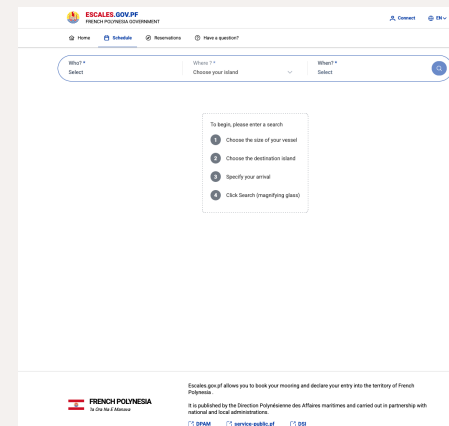 ESCALES.GOV.PF
FRENCH POLYNESIA GOVERNMENT
Connect
EN
Home
Schedule
Reservations
Have a question?
Who? *
Select
Where ? *
Choose your island
When? *
Select
To begin, please enter a search
1 Choose the size of your vessel
2 Choose the destination island
3 Specify your arrival
4 Click Search (magnifying glass)
FRENCH POLYNESIA
Te Ora Na E Manava
Escales.gov.pf allows you to book your mooring and declare your entry into the territory of French
Polynesia.
It is published by the Direction Polynésienne des Affaires maritimes and carried out in partnership with
national and local administrations.
DPAM
service-public.pf
DSI